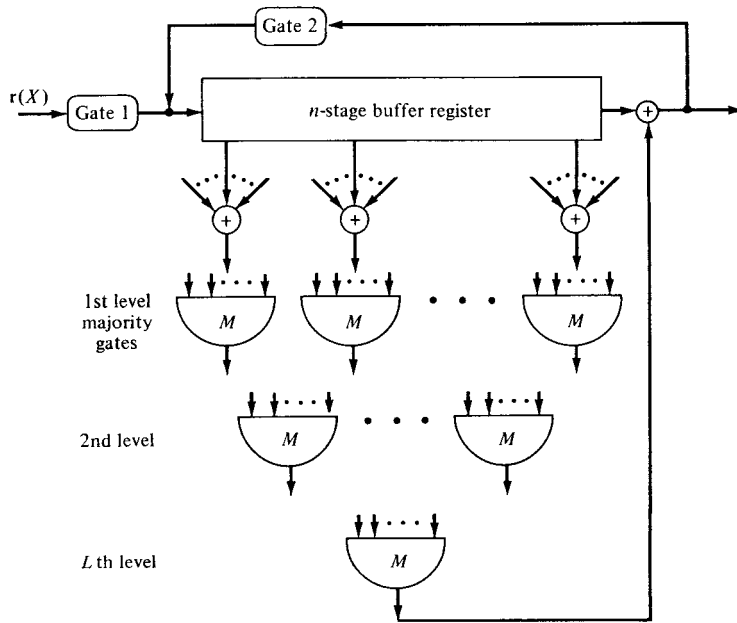 Gate 2
r(X)
Gate 1
n-stage buffer register
+
+
+
+
1st level
majority
gates
M
M
M
2nd level
M
M
L th level
M